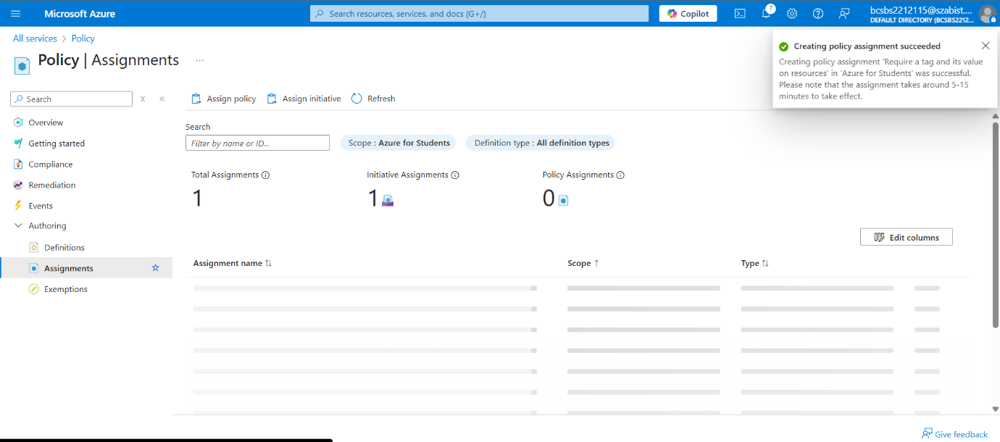 Microsoft Azure
Search resources, services, and docs (G+/)
Copilot
7
bcsbs2212115@szabist....
DEFAULT DIRECTORY (BCSBS2212...
All services > Policy
Policy | Assignments ...
Creating policy assignment succeeded
Creating policy assignment 'Require a tag and its value
on resources' in 'Azure for Students' was successful.
Please note that the assignment takes around 5-15
minutes to take effect.
Search
Overview
Getting started
Compliance
Remediation
Events
Authoring
Definitions
Assignments
Exemptions
Assign policy Assign initiative Refresh
Search
Filter by name or ID...
Scope : Azure for Students
Definition type : All definition types
Total Assignments
1
Initiative Assignments
1
Policy Assignments
0
Edit columns
Assignment name Scope Type
Give feedback